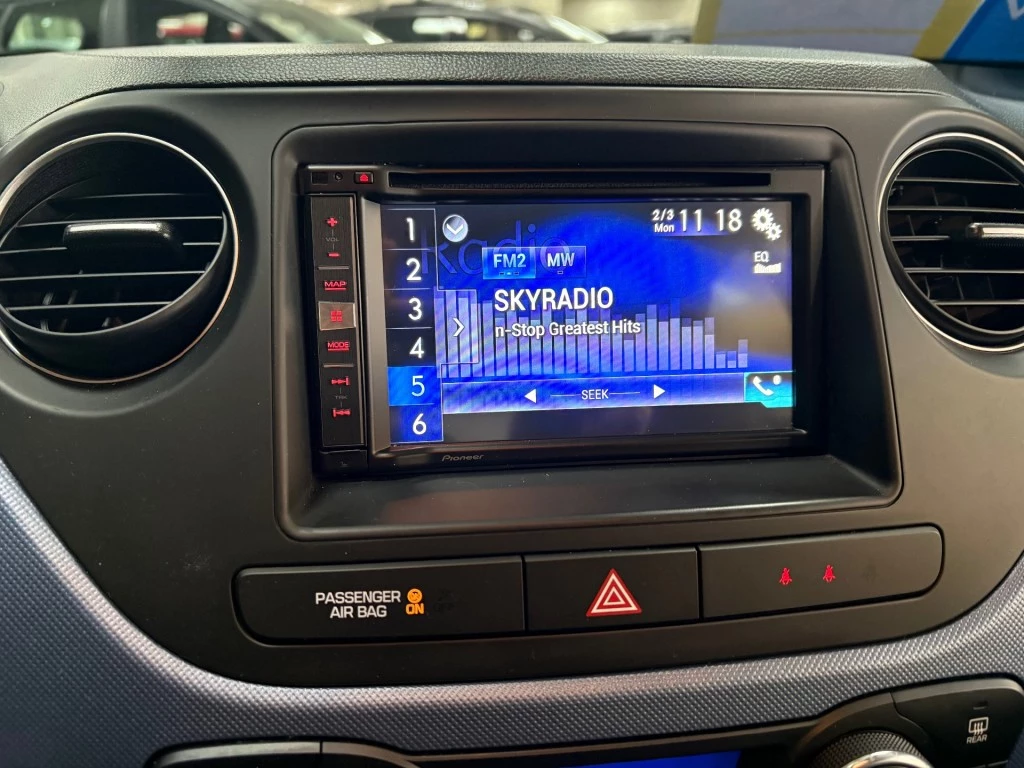 VOL
MAP
MODE
TRK
1
2
3
4
5
6
Radio
2/3
Mon
11 18
FM2
MW
EQ
SKYRADIO
n-Stop Greatest Hits
SEEK
Pioneer
PASSENGER
AIR BAG
ON
REAR